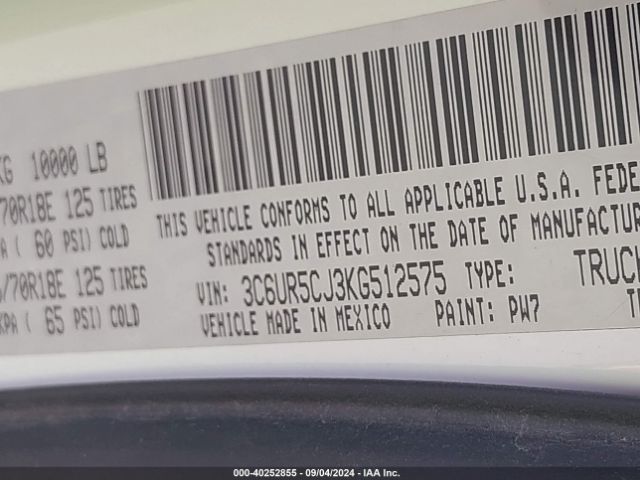 KG 10000 LB
/70R18E 125 TIRES
PA ( 60 PSI) COLD
/70R18E 125 TIRES
KPA ( 65 PSI) COLD
THIS VEHICLE CONFORMS TO ALL APPLICABLE U.S.A. FEDE
STANDARDS IN EFFECT ON THE DATE OF MANUFACTUR
VIN: 3C6UR5CJ3KG512575 TYPE: TRUCK
VEHICLE MADE IN MEXICO PAINT: PW7
000-40252855 - 09/04/2024 - IAA Inc.